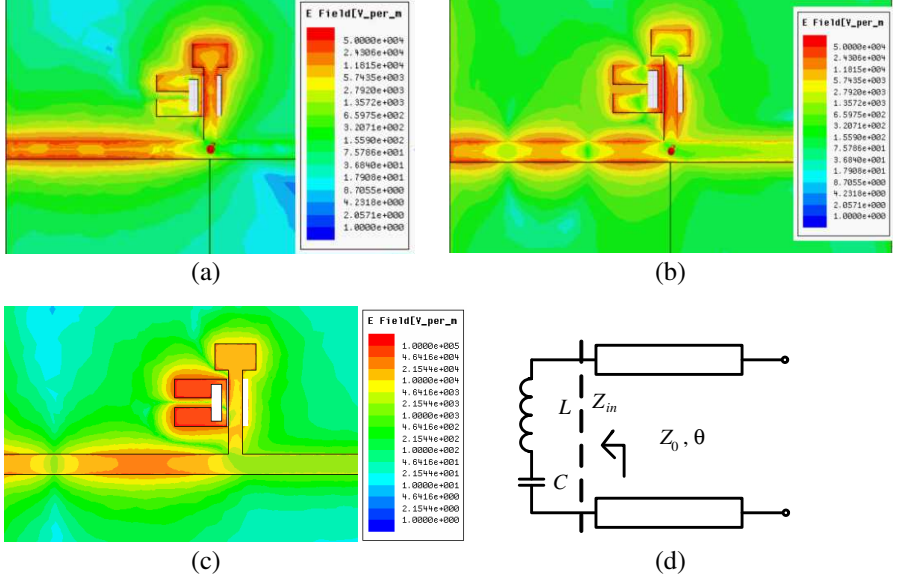 E Field[V_per_m
5.0000e+004
2.4306e+004
1.1815e+004
5.7435e+003
2.7920e+003
1.3572e+003
6.5975e+002
3.2071e+002
1.5590e+002
7.5786e+001
3.6840e+001
1.7908e+001
8.7055e+000
4.2318e+000
2.0571e+000
1.0000e+000
(a)
E Field[V_per_m
5.0000e+004
2.4306e+004
1.1815e+004
5.7435e+003
2.7920e+003
1.3572e+003
6.5975e+002
3.2071e+002
1.5590e+002
7.5786e+001
3.6840e+001
1.7908e+001
8.7055e+000
4.2318e+000
2.0571e+000
1.0000e+000
(b)
E Field[V_per_m
1.0000e+005
4.6416e+004
2.1544e+004
1.0000e+004
4.6416e+003
2.1544e+003
1.0000e+003
4.6416e+002
2.1544e+002
1.0000e+002
4.6416e+001
2.1544e+001
1.0000e+001
4.6416e+000
2.1544e+000
1.0000e+000
(c)
L
Z_in
Z_0 , θ
C
(d)